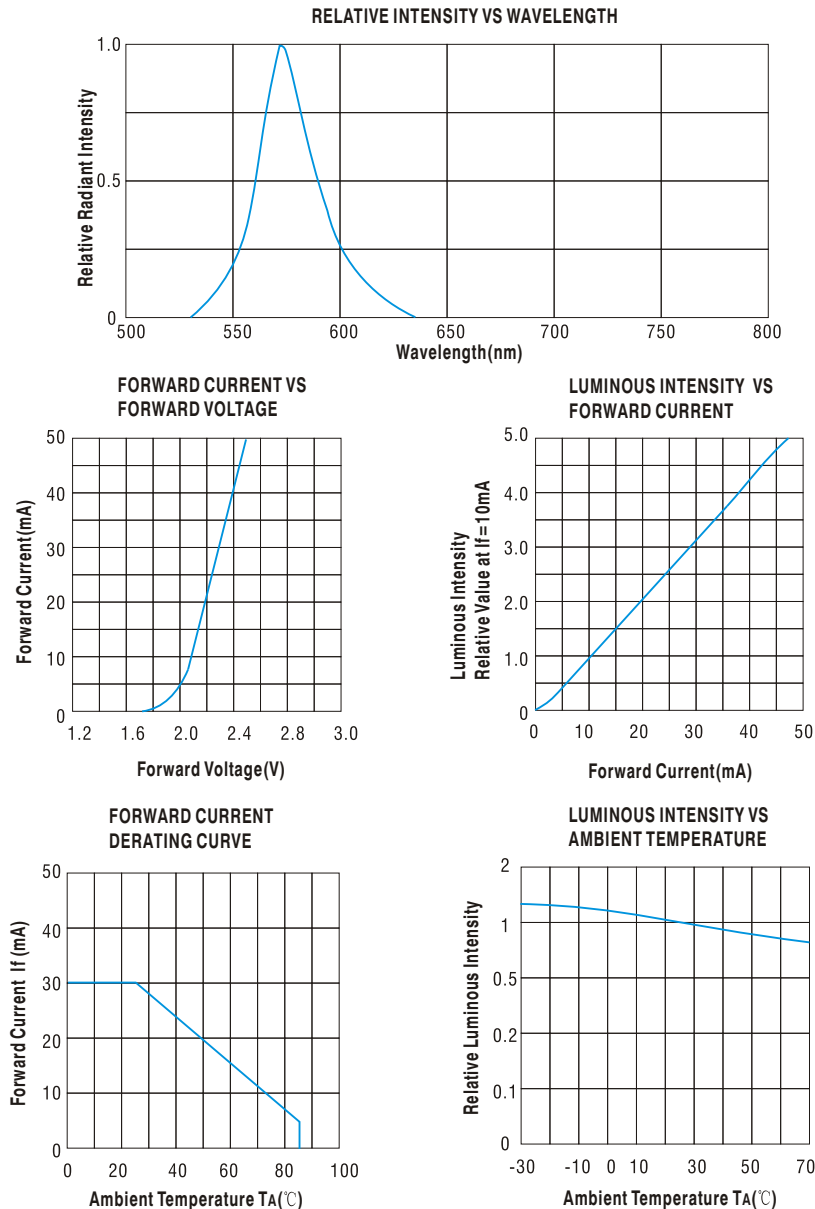 RELATIVE INTENSITY VS WAVELENGTH
Relative Radiant Intensity
1.0
0.5
0
500 550 600 650 700 750 800
Wavelength(nm)
FORWARD CURRENT VS
FORWARD VOLTAGE
Forward Current(mA)
50
40
30
20
10
0
1.2 1.6 2.0 2.4 2.8 3.0
Forward Voltage(V)
LUMINOUS INTENSITY VS
FORWARD CURRENT
Luminous Intensity
Relative Value at If=10mA
5.0
4.0
3.0
2.0
1.0
0
0 10 20 30 40 50
Forward Current(mA)
FORWARD CURRENT
DERATING CURVE
Forward Current If (mA)
50
40
30
20
10
0
0 20 40 60 80 100
Ambient Temperature TA(℃)
LUMINOUS INTENSITY VS
AMBIENT TEMPERATURE
Relative Luminous Intensity
2
1
0.5
0.2
0.1
0
-30 -10 0 10 30 50 70
Ambient Temperature TA(℃)